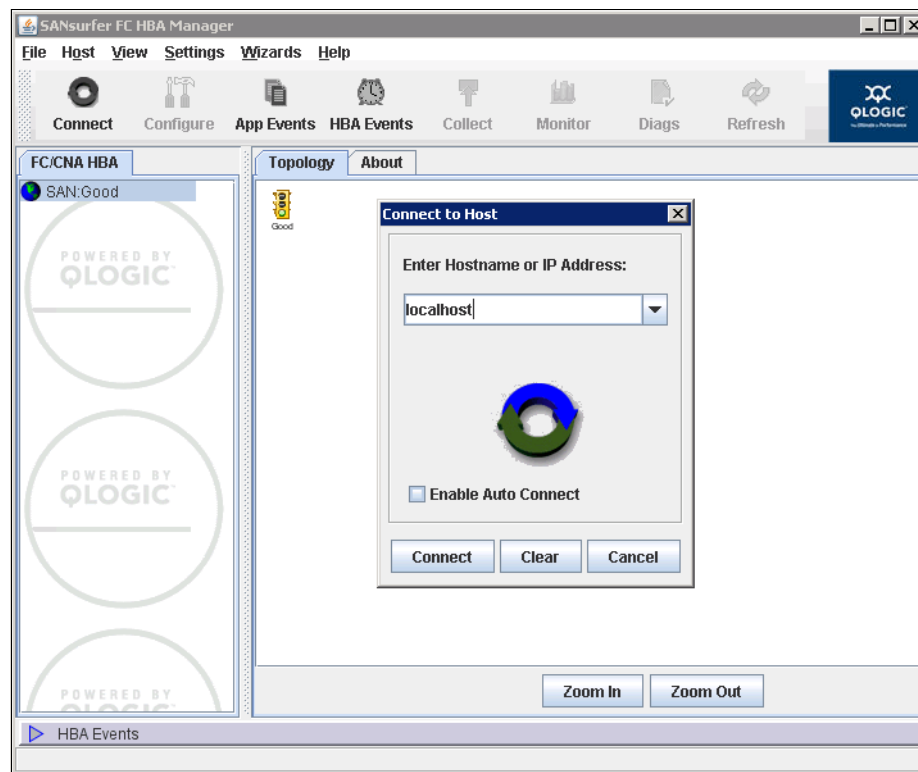 SANsurfer FC HBA Manager
File Host View Settings Wizards Help
Connect Configure App Events HBA Events Collect Monitor Diags Refresh
QLOGIC
FC/CNA HBA
SAN:Good
POWERED BY
QLOGIC
POWERED BY
QLOGIC
POWERED BY
QLOGIC
Topology About
Good
Connect to Host
Enter Hostname or IP Address:
localhost
Enable Auto Connect
Connect Clear Cancel
Zoom In Zoom Out
HBA Events